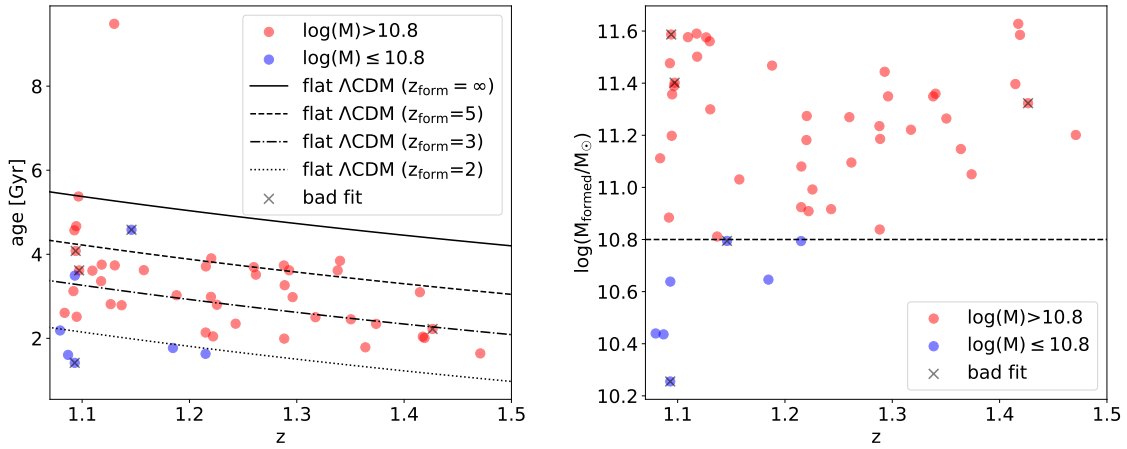 age [Gyr]
8
6
4
2
log(M)>10.8
log(M) ≤ 10.8
flat ΛCDM (z_form = ∞)
flat ΛCDM (z_form=5)
flat ΛCDM (z_form=3)
flat ΛCDM (z_form=2)
bad fit
1.1 1.2 1.3 1.4 1.5
z
log(M_formed/M_⊙)
11.6
11.4
11.2
11.0
10.8
10.6
10.4
10.2
log(M)>10.8
log(M) ≤ 10.8
bad fit
1.1 1.2 1.3 1.4 1.5
z